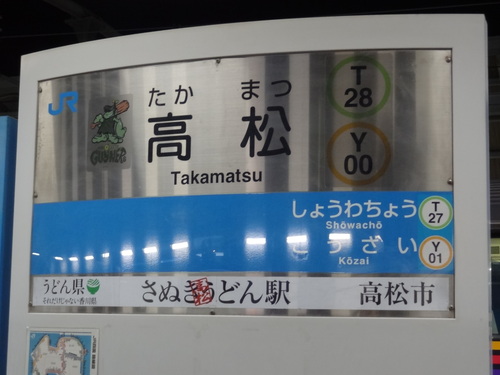 たか まつ
JR 高松
Takamatsu
T
28
Y
00
しょうわちょう
Shōwachō
T
27
こうざい
Kōzai
Y
01
うどん県
それだけじゃない香川県
さぬきうどん駅
高松市